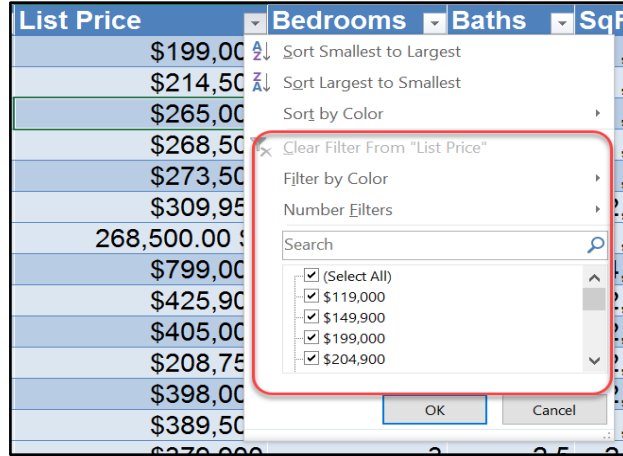 List Price Bedrooms Baths SqF
$199,00 Sort Smallest to Largest
$214,50 Sort Largest to Smallest
$265,00 Sort by Color
$268,50 Clear Filter From "List Price"
$273,50 Filter by Color
$309,95 Number Filters
268,500.00 Search
$799,00 (Select All)
$119,000
$425,90 $149,900
$405,00 $199,000
$208,75 $204,900
$398,00
$389,50 OK Cancel